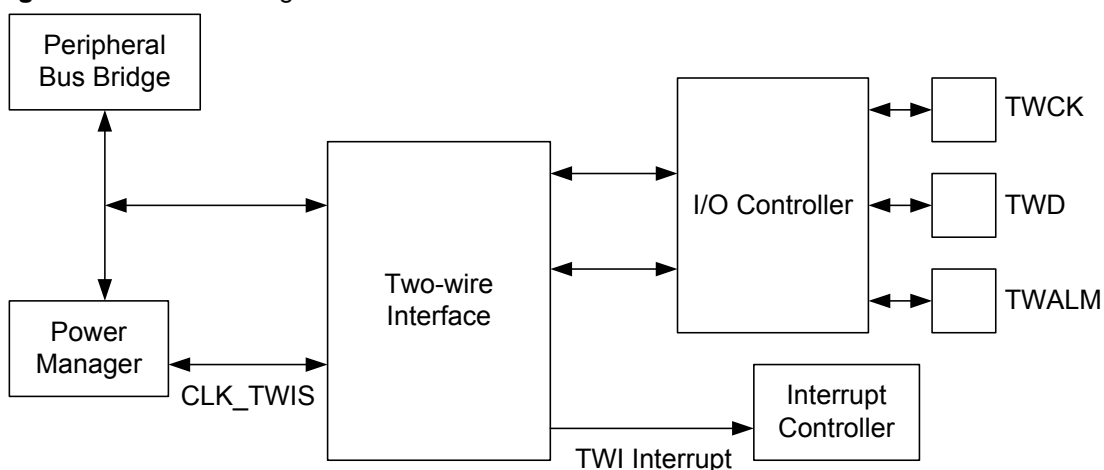 Peripheral
Bus Bridge
TWCK
I/O Controller
TWD
Two-wire
Interface
TWALM
Power
Manager
CLK_TWIS
Interrupt
Controller
TWI Interrupt